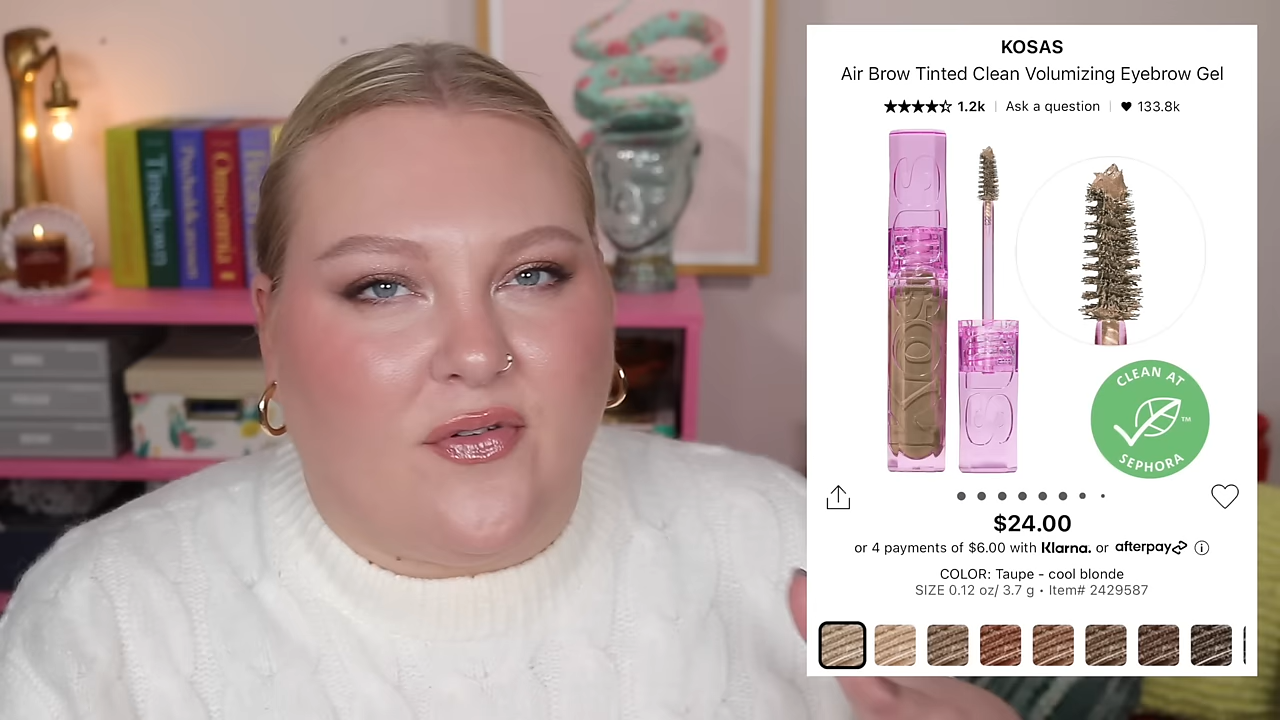 KOSAS
Air Brow Tinted Clean Volumizing Eyebrow Gel
1.2k | Ask a question | 133.8k
CLEAN AT
SEPHORA
TM
$24.00
or 4 payments of $6.00 with Klarna. or afterpay
COLOR: Taupe - cool blonde
SIZE 0.12 oz/ 3.7 g • Item# 2429587
Ottomania